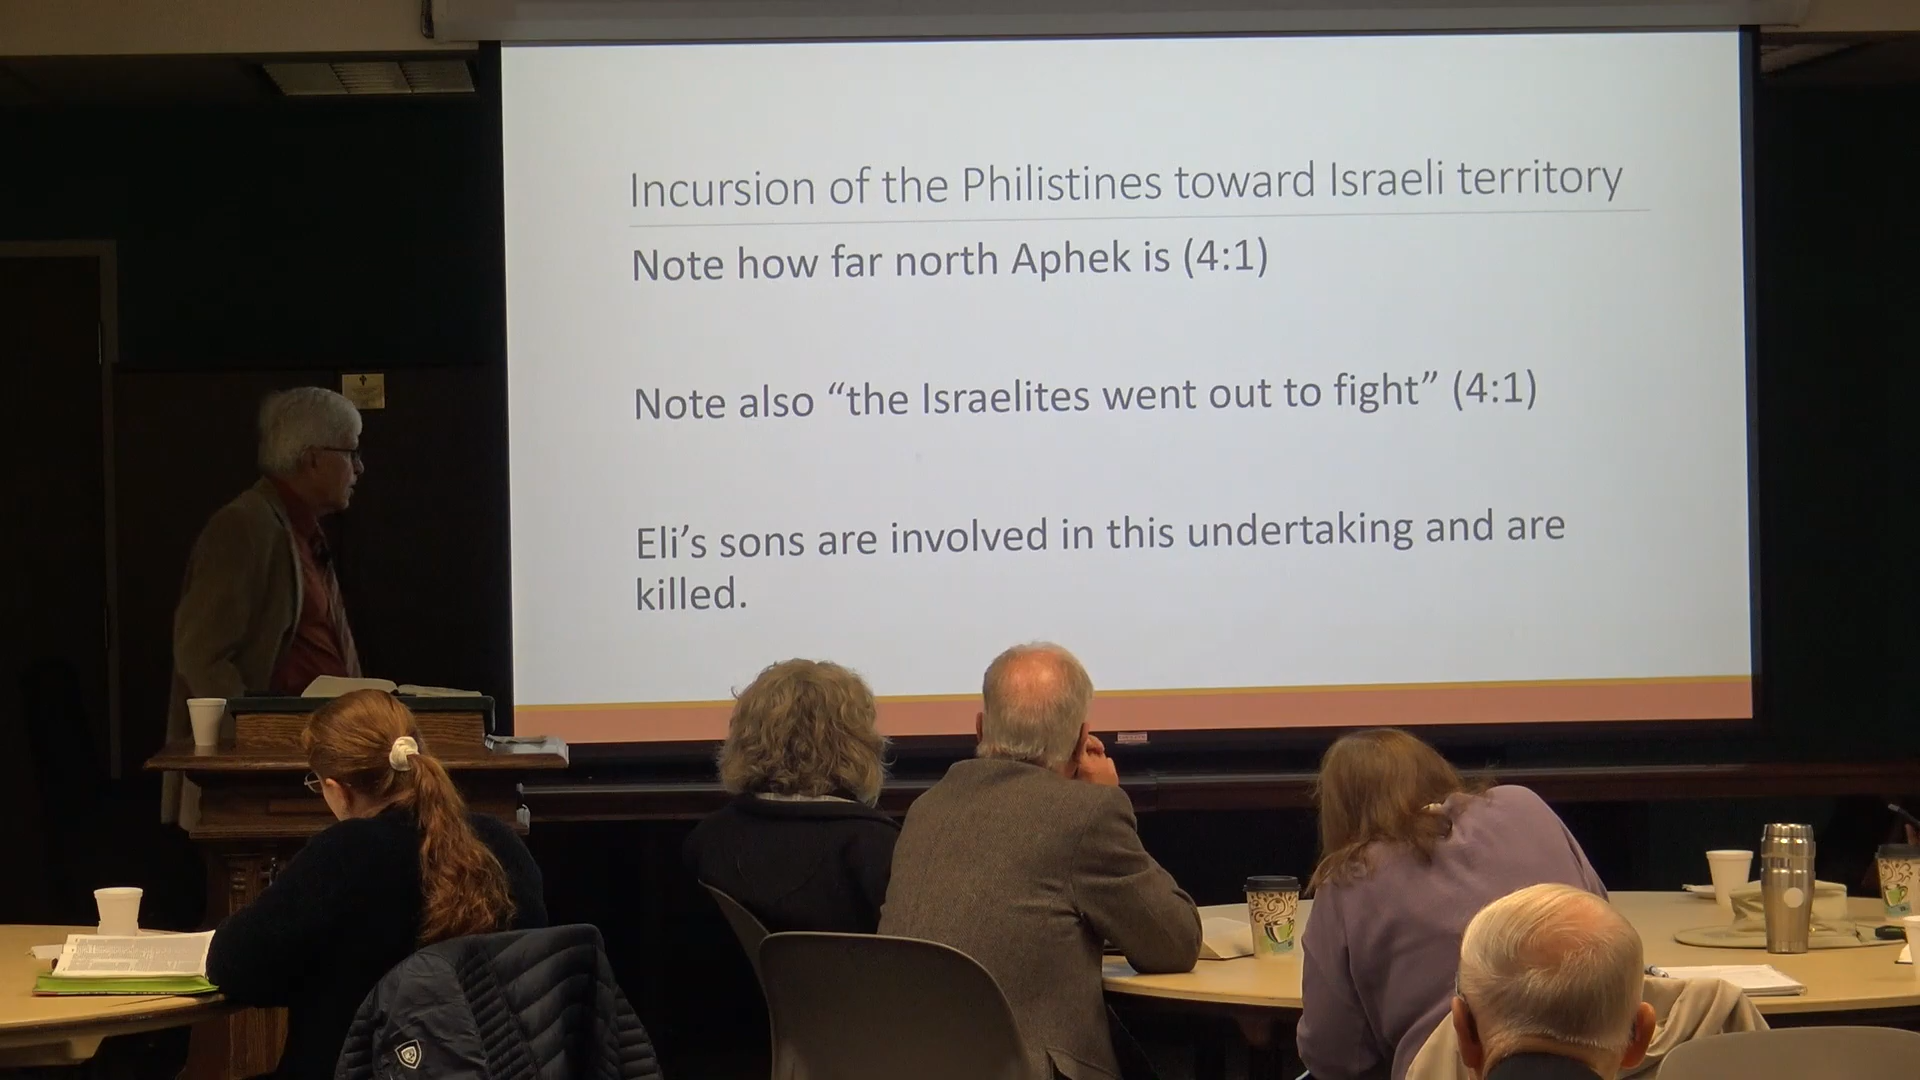 Incursion of the Philistines toward Israeli territory
Note how far north Aphek is (4:1)
Note also “the Israelites went out to fight” (4:1)
Eli’s sons are involved in this undertaking and are
killed.